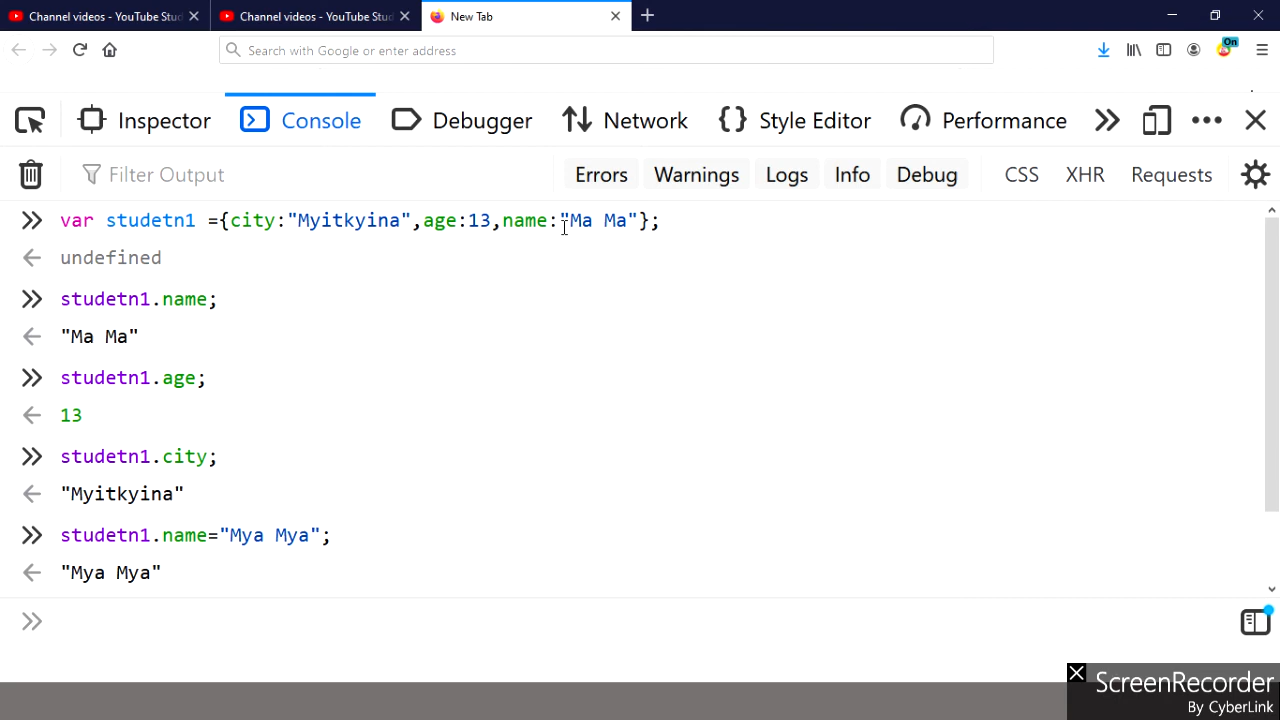 Channel videos - YouTube Stud
Channel videos - YouTube Stud
New Tab
Search with Google or enter address
On
Inspector
Console
Debugger
Network
Style Editor
Performance
Filter Output
Errors
Warnings
Logs
Info
Debug
CSS
XHR
Requests
var studetn1 ={city:"Myitkyina",age:13,name:"Ma Ma"};
undefined
studetn1.name;
"Ma Ma"
studetn1.age;
13
studetn1.city;
"Myitkyina"
studetn1.name="Mya Mya";
"Mya Mya"
ScreenRecorder
By CyberLink